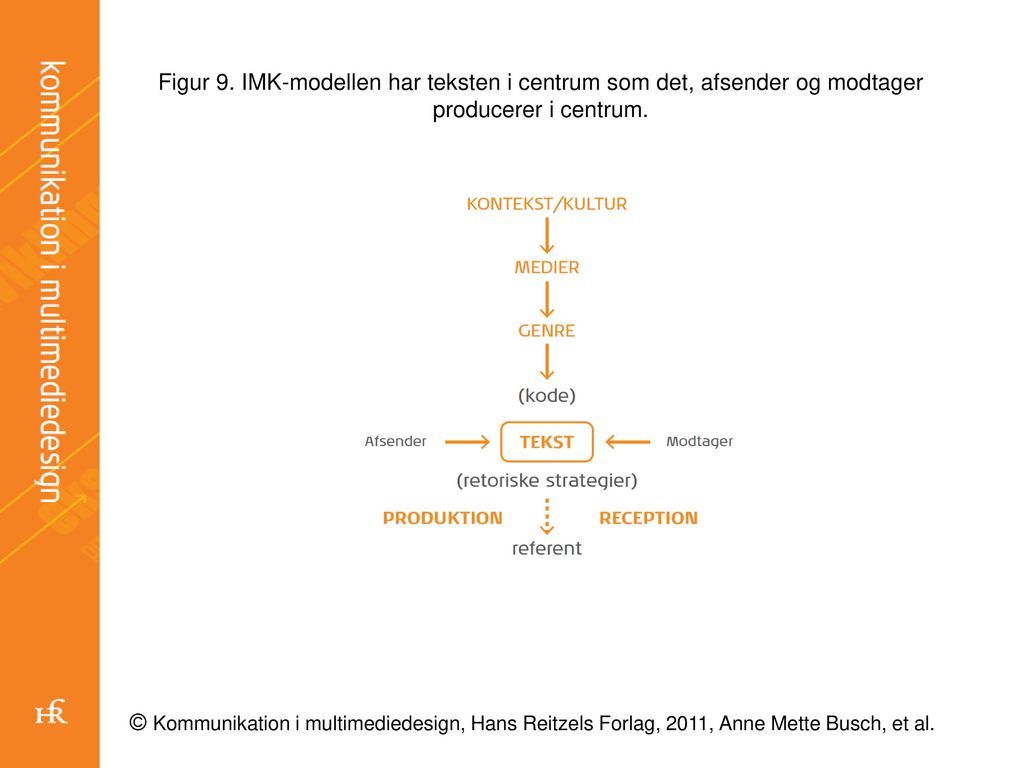 kommunikation i multimediedesign
Figur 9. IMK-modellen har teksten i centrum som det, afsender og modtager
producerer i centrum.
KONTEKST/KULTUR
MEDIER
GENRE
(kode)
Afsender TEKST Modtager
(retoriske strategier)
PRODUKTION RECEPTION
referent
HR
© Kommunikation i multimediedesign, Hans Reitzels Forlag, 2011, Anne Mette Busch, et al.